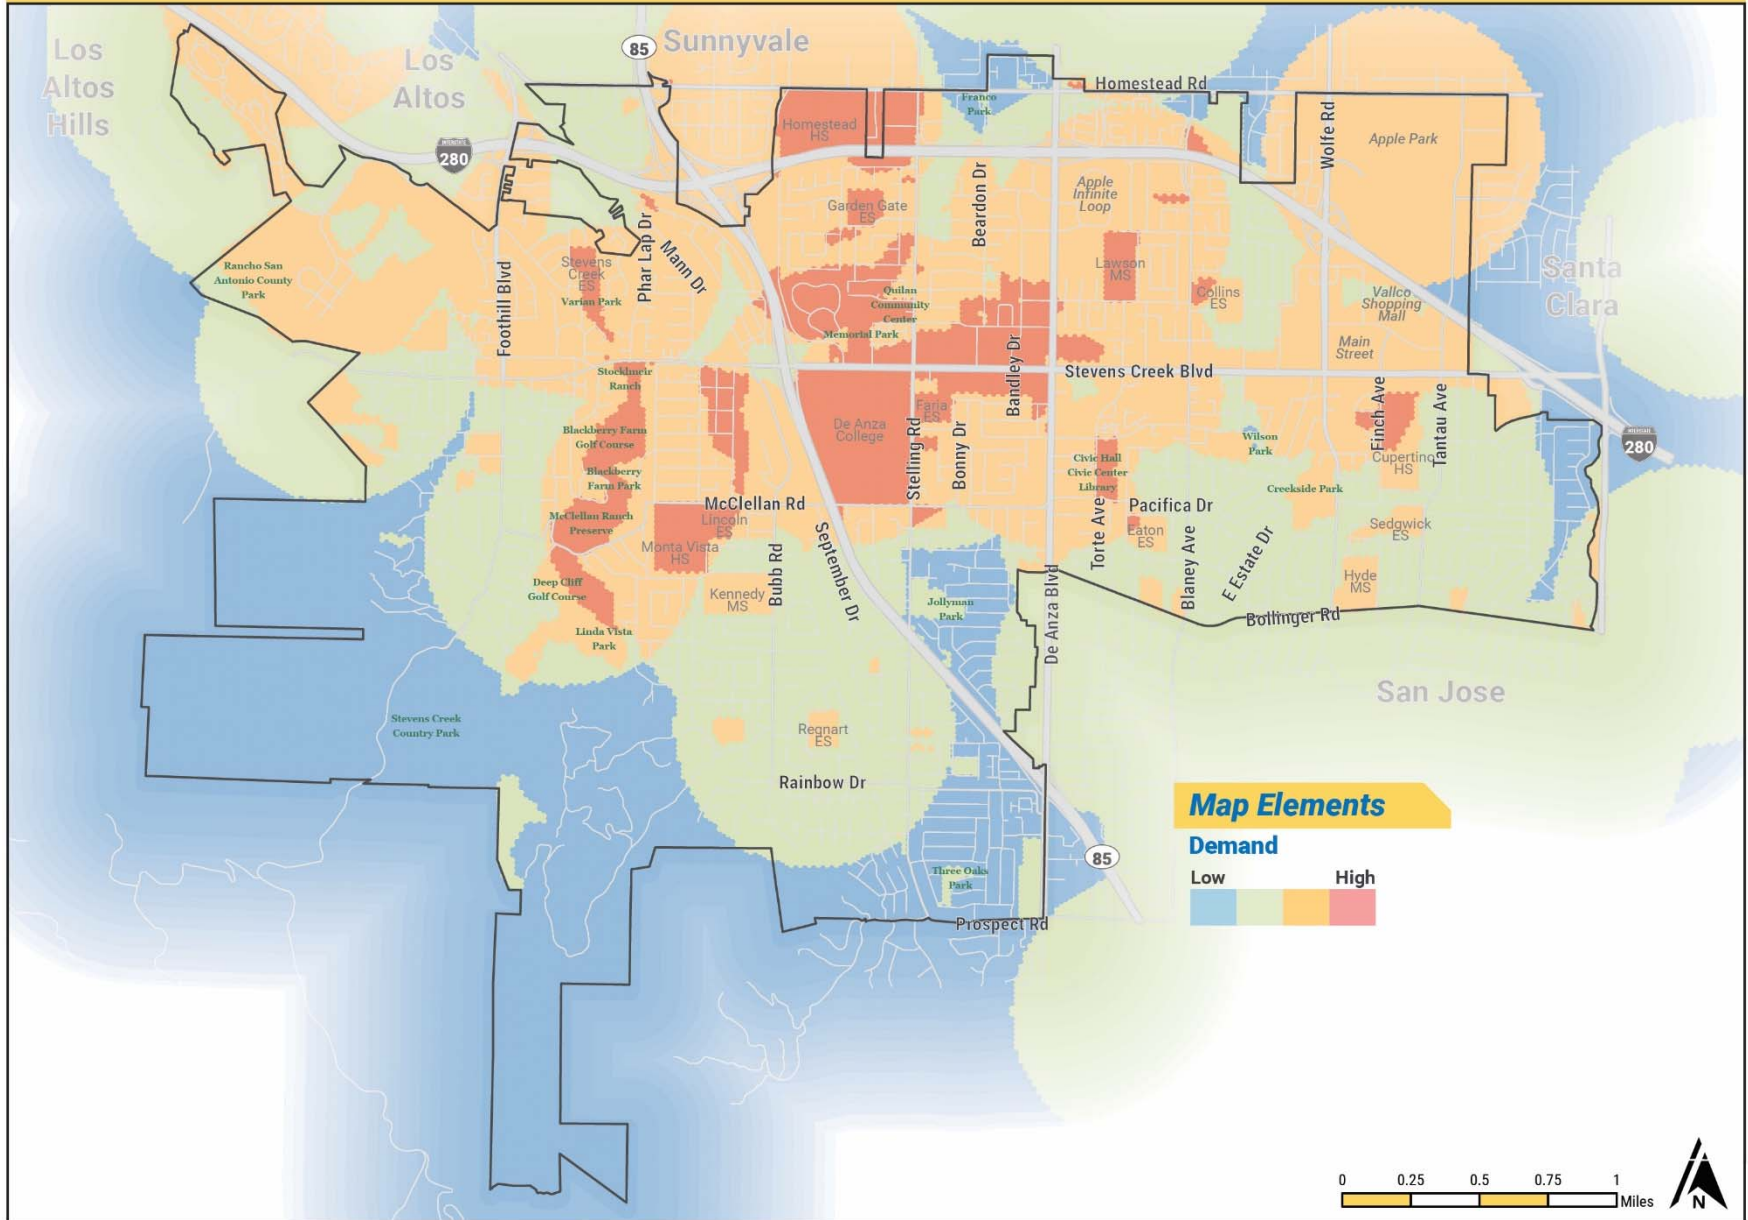 Los
Altos
Hills
Los
Altos
85
Sunnyvale
Homestead Rd
Franco
Park
INTERSTATE
280
Homestead
HS
Wolfe Rd
Apple Park
Apple
Infinite
Loop
Beardon Dr
Garden Gate
ES
Phar Lap Dr
Mann Dr
Stevens
Creek
ES
Varian Park
Foothill Blvd
Rancho San
Antonio County
Park
Lawson
MS
Collins
ES
Quilan
Community
Center
Memorial Park
Vallco
Shopping
Mall
Main
Street
Santa
Clara
Bandley Dr
Stevens Creek Blvd
Stocklmeir
Ranch
Faria
ES
De Anza
College
Stelling Rd
Bonny Dr
Blackberry Farm
Golf Course
Blackberry
Farm Park
Civic Hall
Civic Center
Library
Wilson
Park
Finch Ave
Tantau Ave
Cupertino
HS
INTERSTATE
280
Creekside Park
McClellan Rd
Lincoln
ES
McClellan Ranch
Preserve
Monta Vista
HS
Pacifica Dr
Torte Ave
Eaton
ES
Blaney Ave
E Estate Dr
Sedgwick
ES
Hyde
MS
Bollinger Rd
September Dr
Bubb Rd
Kennedy
MS
Deep Cliff
Golf Course
Linda Vista
Park
Jollyman
Park
De Anza Blvd
San Jose
Stevens Creek
Country Park
Regnart
ES
Rainbow Dr
85
Three Oaks
Park
Prospect Rd
Map Elements
Demand
Low High
0 0.25 0.5 0.75 1
Miles
N